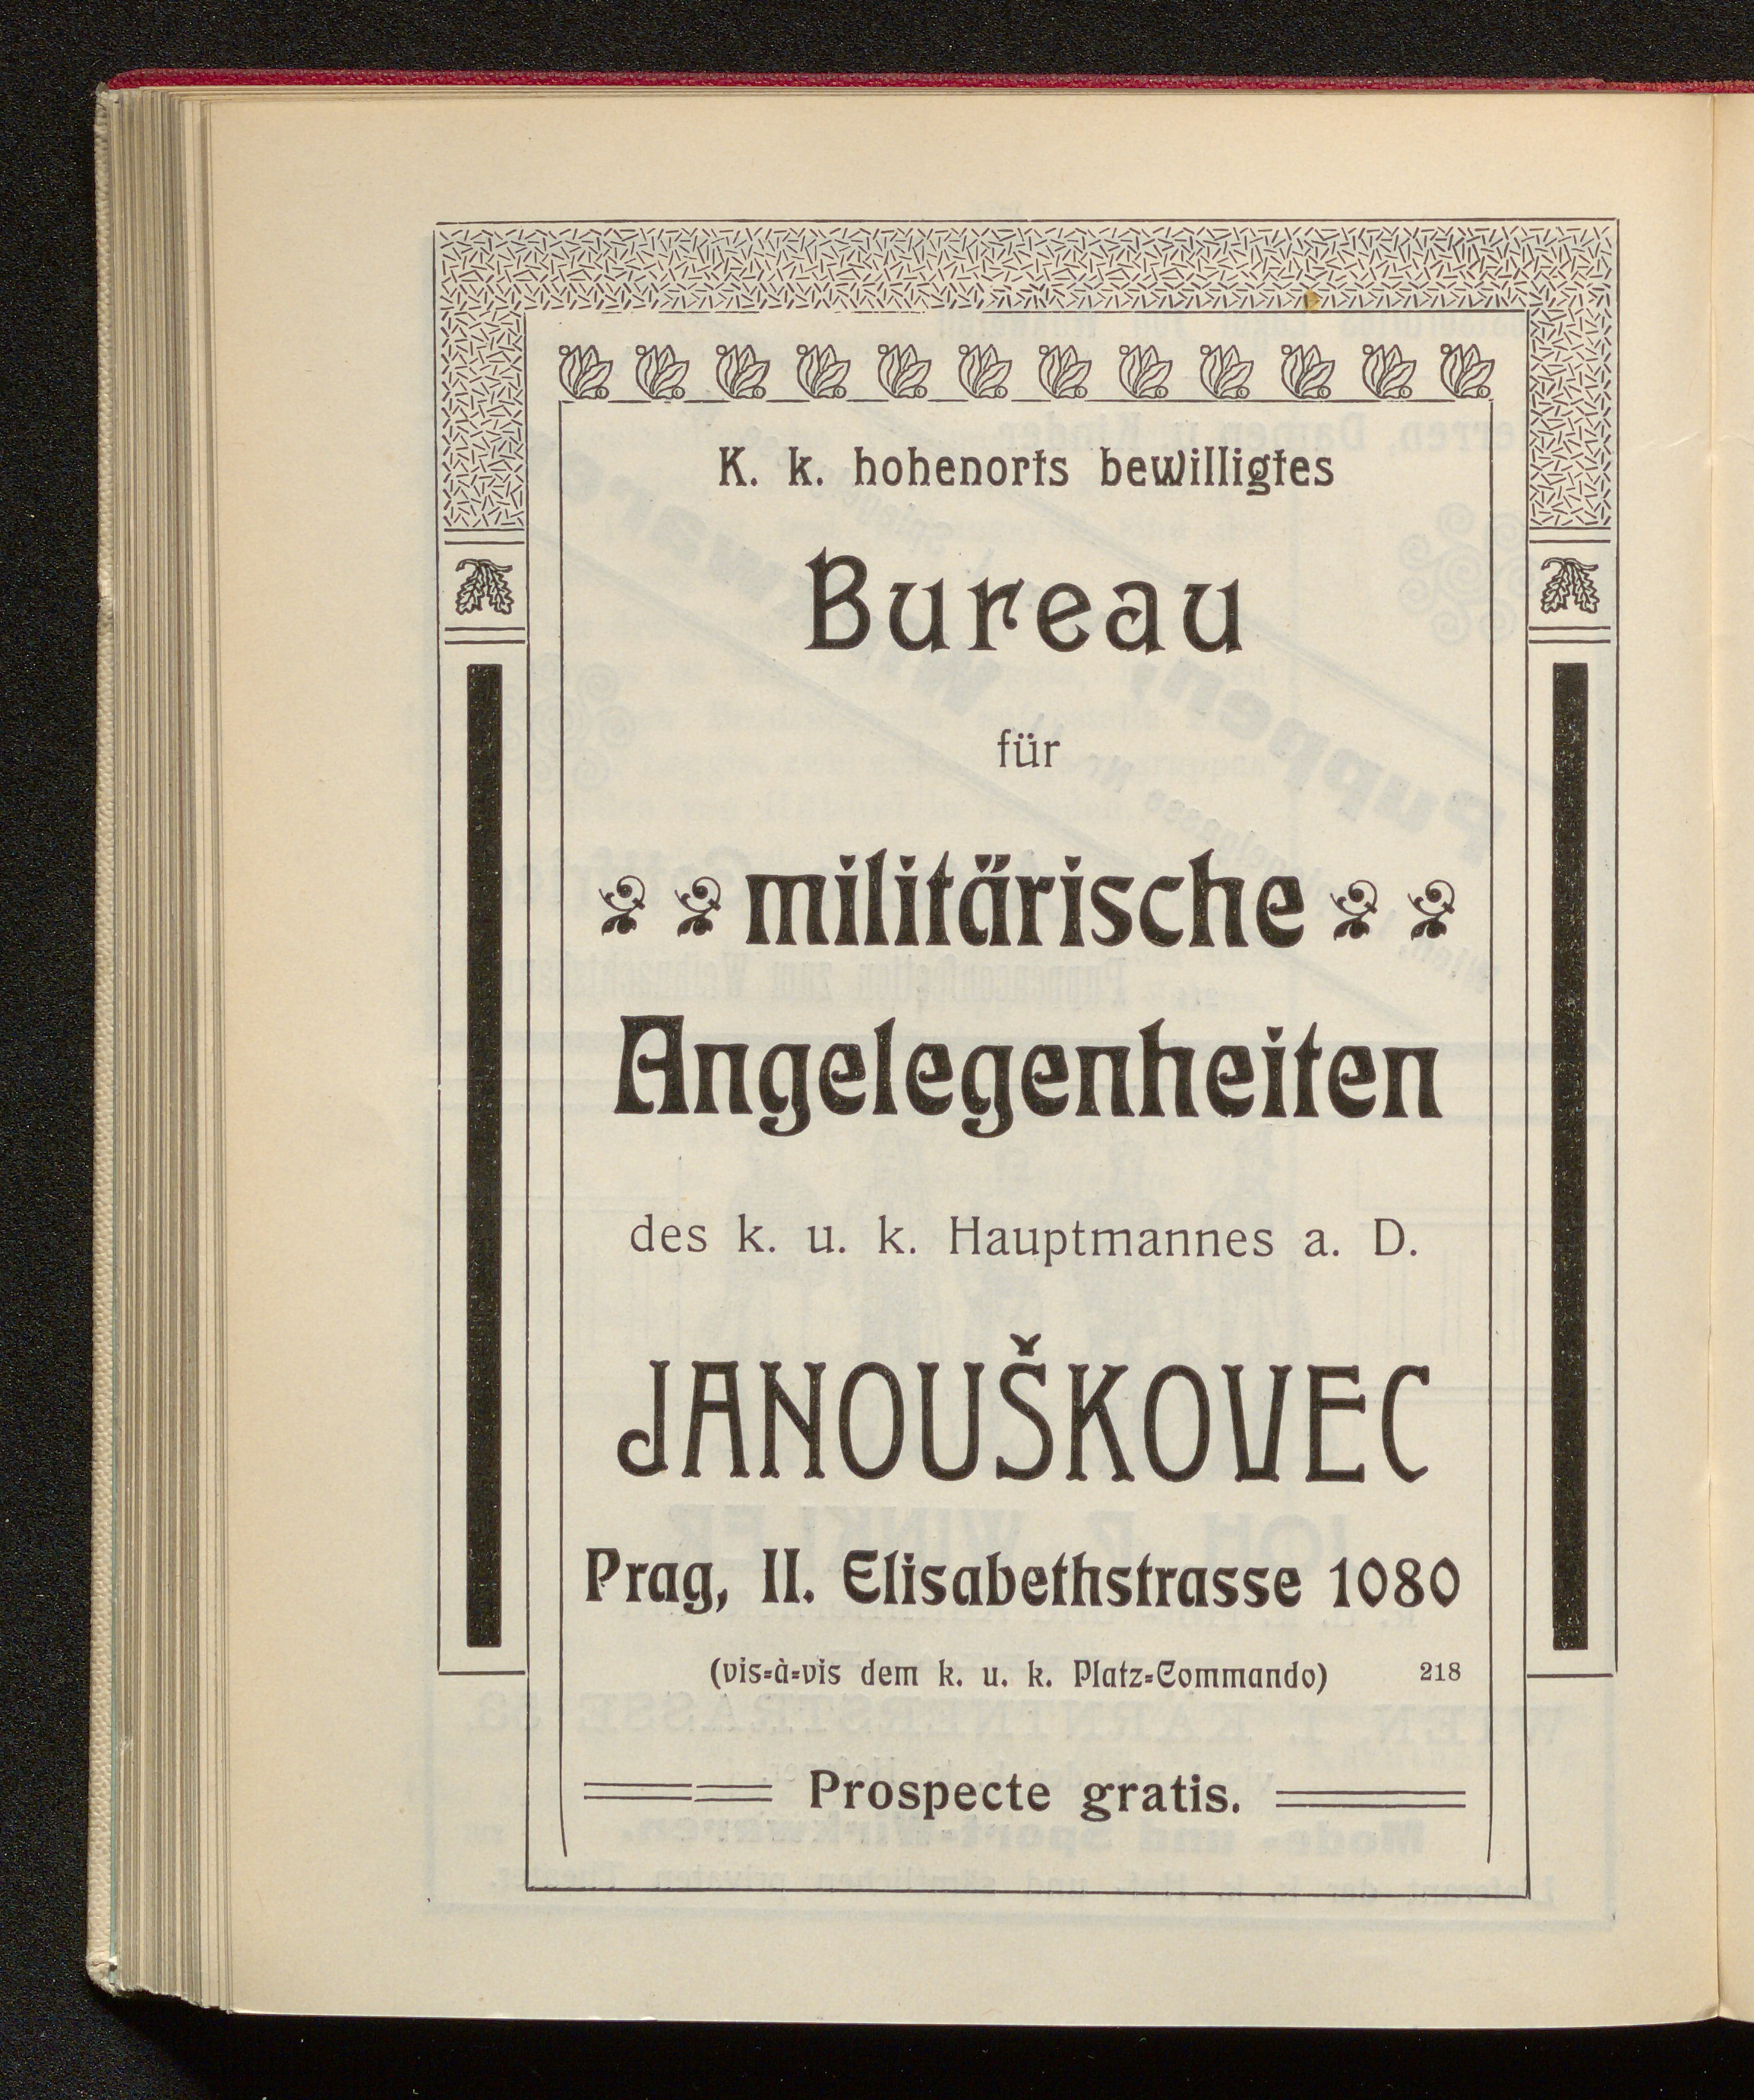 K. k. hohenorts bewilligtes
Bureau
für
militärische
Angelegenheiten
des k. u. k. Hauptmannes a. D.
JANOUŠKOVEC
Prag, II. Elisabethstrasse 1080
(vis-à-vis dem k. u. k. Platz-Commando) 218
Prospecte gratis.